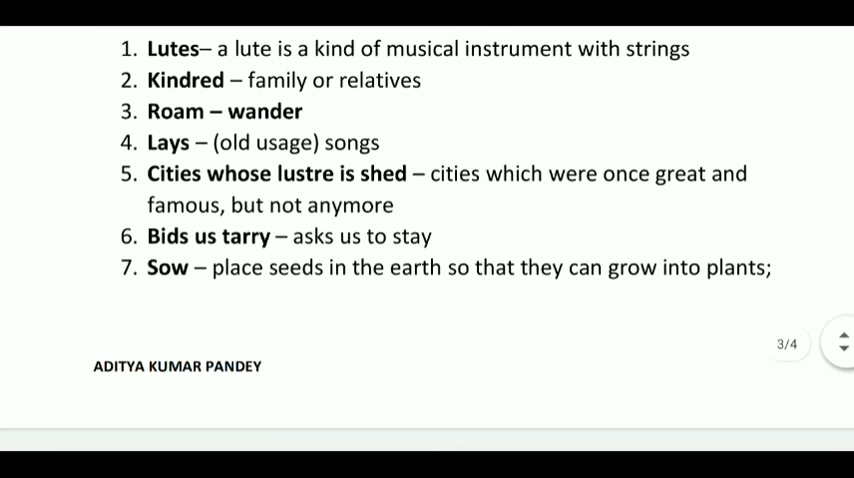 1. Lutes– a lute is a kind of musical instrument with strings
2. Kindred – family or relatives
3. Roam – wander
4. Lays – (old usage) songs
5. Cities whose lustre is shed – cities which were once great and
famous, but not anymore
6. Bids us tarry – asks us to stay
7. Sow – place seeds in the earth so that they can grow into plants;
3/4
ADITYA KUMAR PANDEY